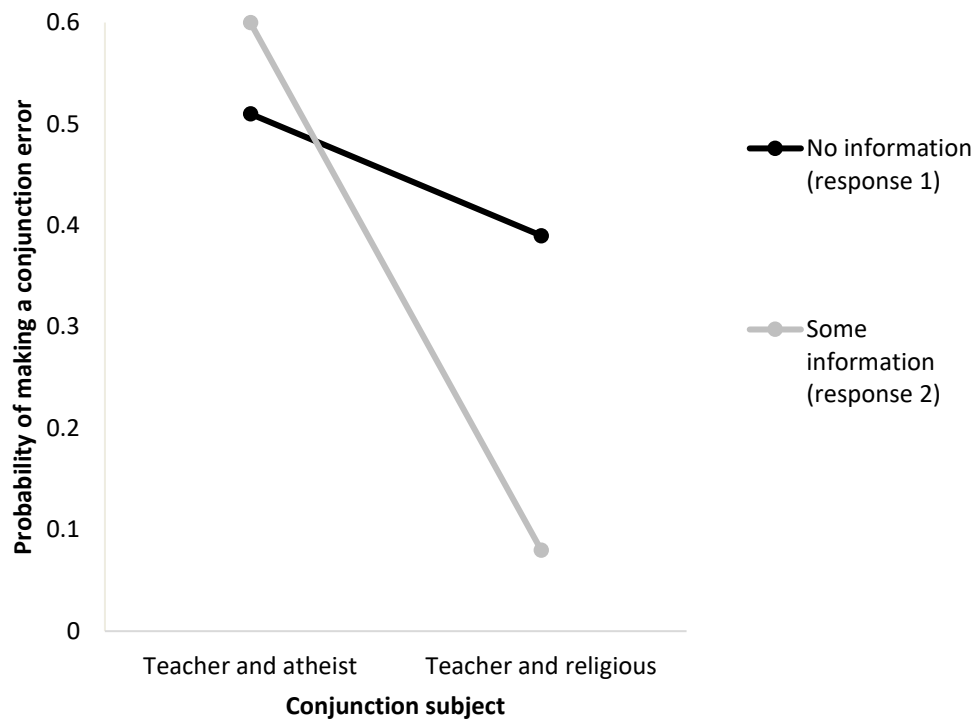 Probability of making a conjunction error
0.6
0.5
0.4
0.3
0.2
0.1
0
Teacher and atheist
Teacher and religious
Conjunction subject
No information
(response 1)
Some
information
(response 2)